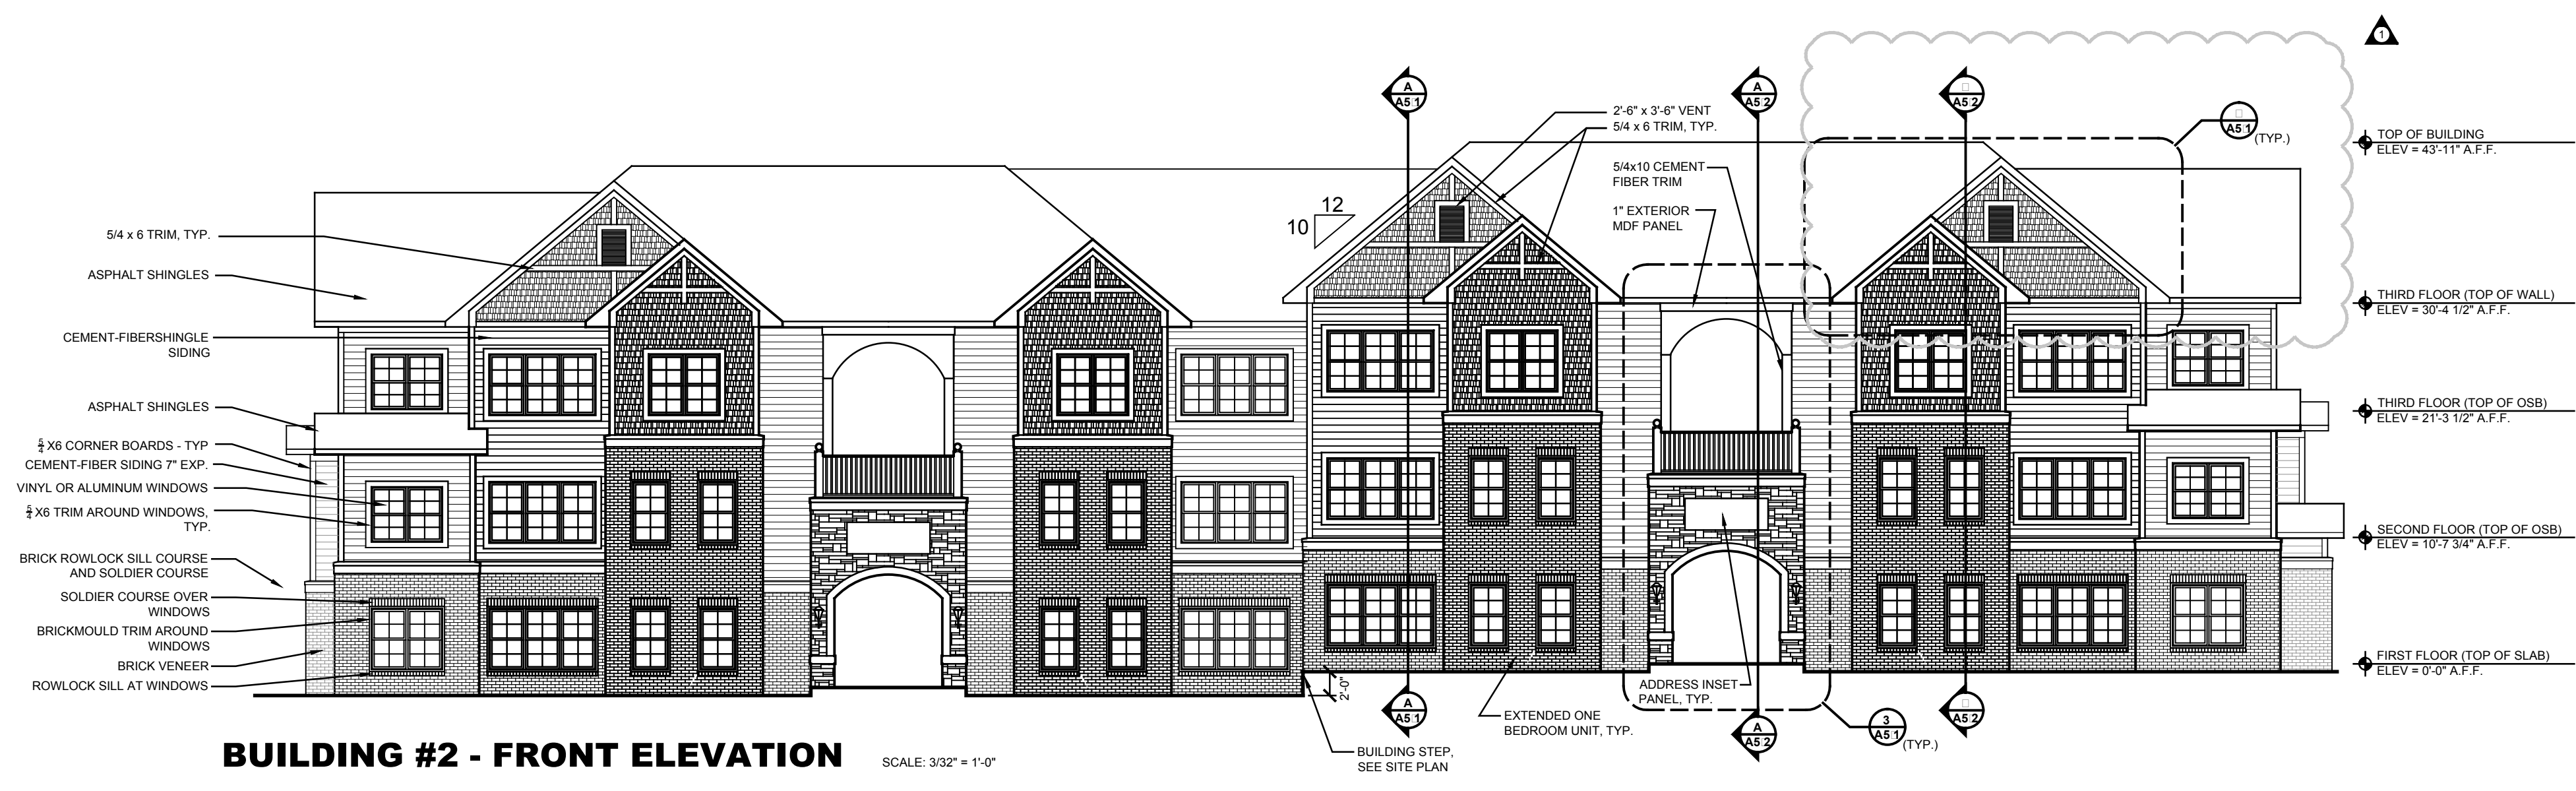 1
A
A5.1
A
A5.2
A5.2
A5.1
(TYP.)
2'-6" x 3'-6" VENT
5/4 x 6 TRIM, TYP.
5/4x10 CEMENT
FIBER TRIM
1" EXTERIOR
MDF PANEL
12
10
TOP OF BUILDING
ELEV = 43'-11" A.F.F.
THIRD FLOOR (TOP OF WALL)
ELEV = 30'-4 1/2" A.F.F.
THIRD FLOOR (TOP OF OSB)
ELEV = 21'-3 1/2" A.F.F.
SECOND FLOOR (TOP OF OSB)
ELEV = 10'-7 3/4" A.F.F.
FIRST FLOOR (TOP OF SLAB)
ELEV = 0'-0" A.F.F.
5/4 x 6 TRIM, TYP.
ASPHALT SHINGLES
CEMENT-FIBERSHINGLE
SIDING
ASPHALT SHINGLES
5/4 X6 CORNER BOARDS - TYP
CEMENT-FIBER SIDING 7" EXP.
VINYL OR ALUMINUM WINDOWS
5/4 X6 TRIM AROUND WINDOWS,
TYP.
BRICK ROWLOCK SILL COURSE
AND SOLDIER COURSE
SOLDIER COURSE OVER
WINDOWS
BRICKMOULD TRIM AROUND
WINDOWS
BRICK VENEER
ROWLOCK SILL AT WINDOWS
2'-0"
ADDRESS INSET
PANEL, TYP.
EXTENDED ONE
BEDROOM UNIT, TYP.
BUILDING STEP,
SEE SITE PLAN
A
A5.1
A
A5.2
A5.2
3
A5.1
(TYP.)
BUILDING #2 - FRONT ELEVATION
SCALE: 3/32" = 1'-0"